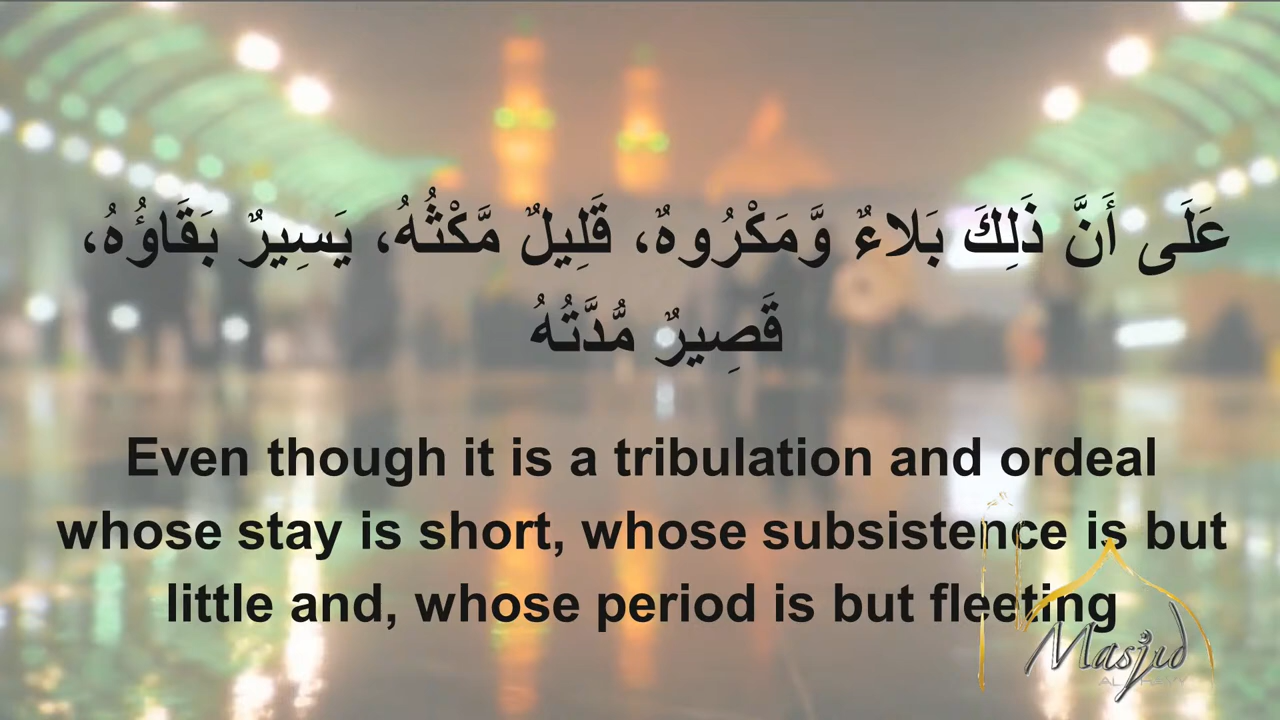 عَلَى أَنَّ ذَلِكَ بَلاءٌ وَّمَكْرُوهٌ، قَلِيلٌ مَّكْثُهُ، يَسِيرٌ بَقَاؤُهُ،
قَصِيرٌ مُّدَّتُهُ
Even though it is a tribulation and ordeal
whose stay is short, whose subsistence is but
little and, whose period is but fleeting
Masjid